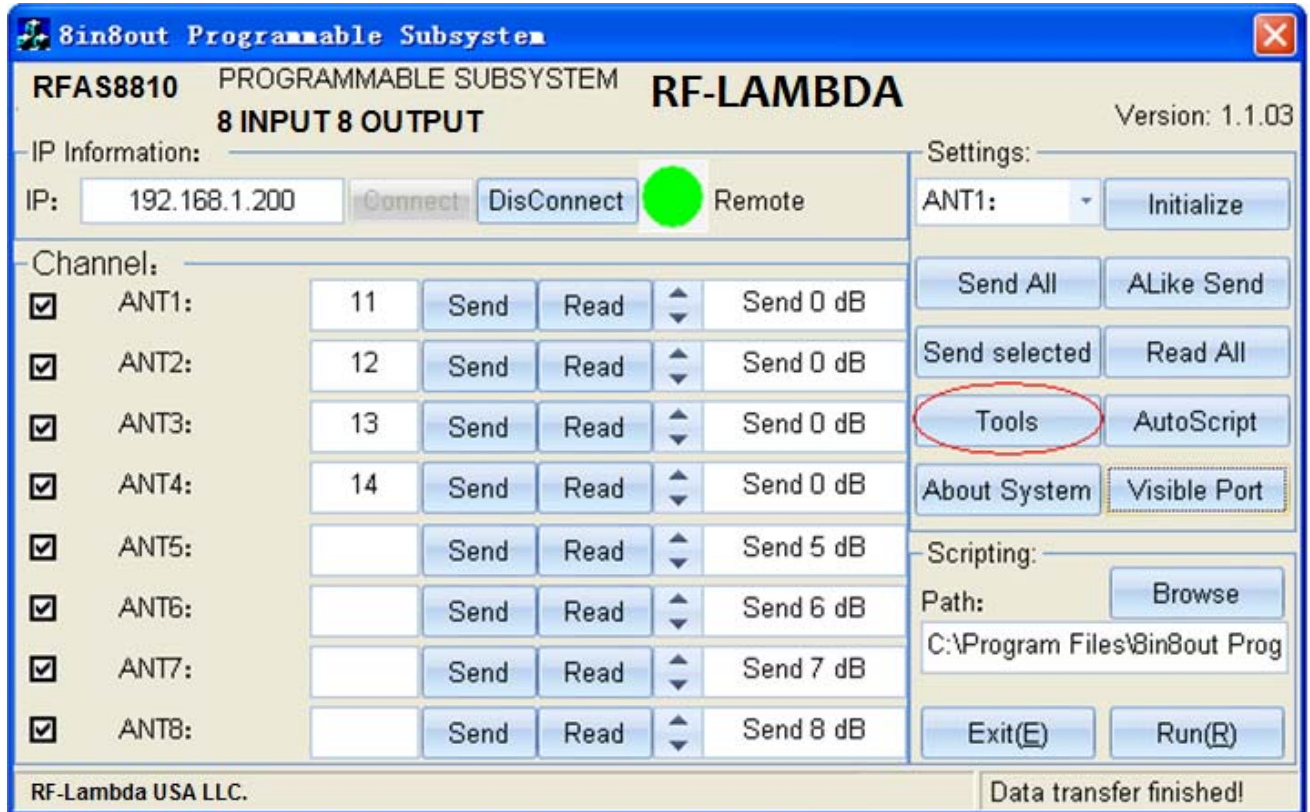 8in8out Programmable Subsystem
RFAS8810 PROGRAMMABLE SUBSYSTEM RF-LAMBDA
8 INPUT 8 OUTPUT Version: 1.1.03
IP Information:
IP: 192.168.1.200 Connect DisConnect Remote
Channel:
ANT1: 11 Send Read Send 0 dB
ANT2: 12 Send Read Send 0 dB
ANT3: 13 Send Read Send 0 dB
ANT4: 14 Send Read Send 0 dB
ANT5: Send Read Send 5 dB
ANT6: Send Read Send 6 dB
ANT7: Send Read Send 7 dB
ANT8: Send Read Send 8 dB
Settings:
ANT1: Initialize
Send All ALike Send
Send selected Read All
Tools AutoScript
About System Visible Port
Scripting:
Path: Browse
C:\Program Files\8in8out Prog
Exit(E) Run(R)
RF-Lambda USA LLC. Data transfer finished!